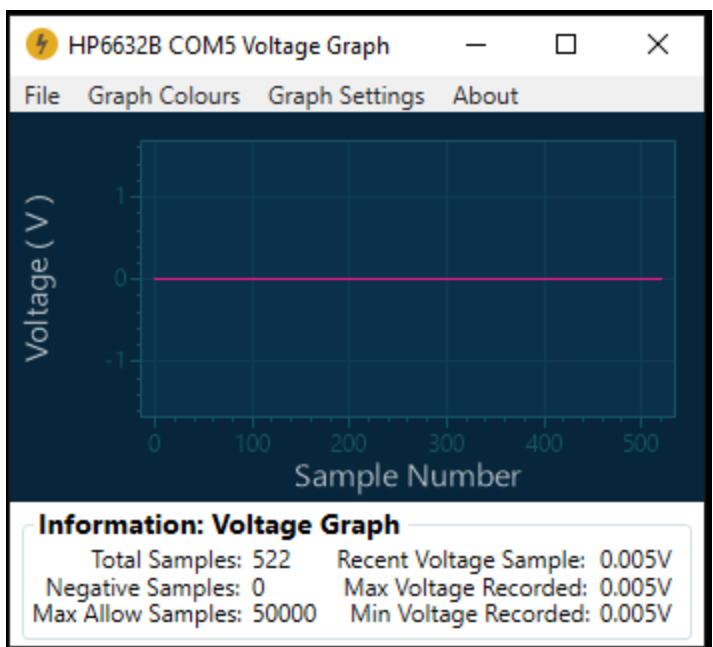 HP6632B COM5 Voltage Graph
File Graph Colours Graph Settings About
Voltage ( V )
1
0
-1
0 100 200 300 400 500
Sample Number
Information: Voltage Graph
Total Samples: 522 Recent Voltage Sample: 0.005V
Negative Samples: 0 Max Voltage Recorded: 0.005V
Max Allow Samples: 50000 Min Voltage Recorded: 0.005V